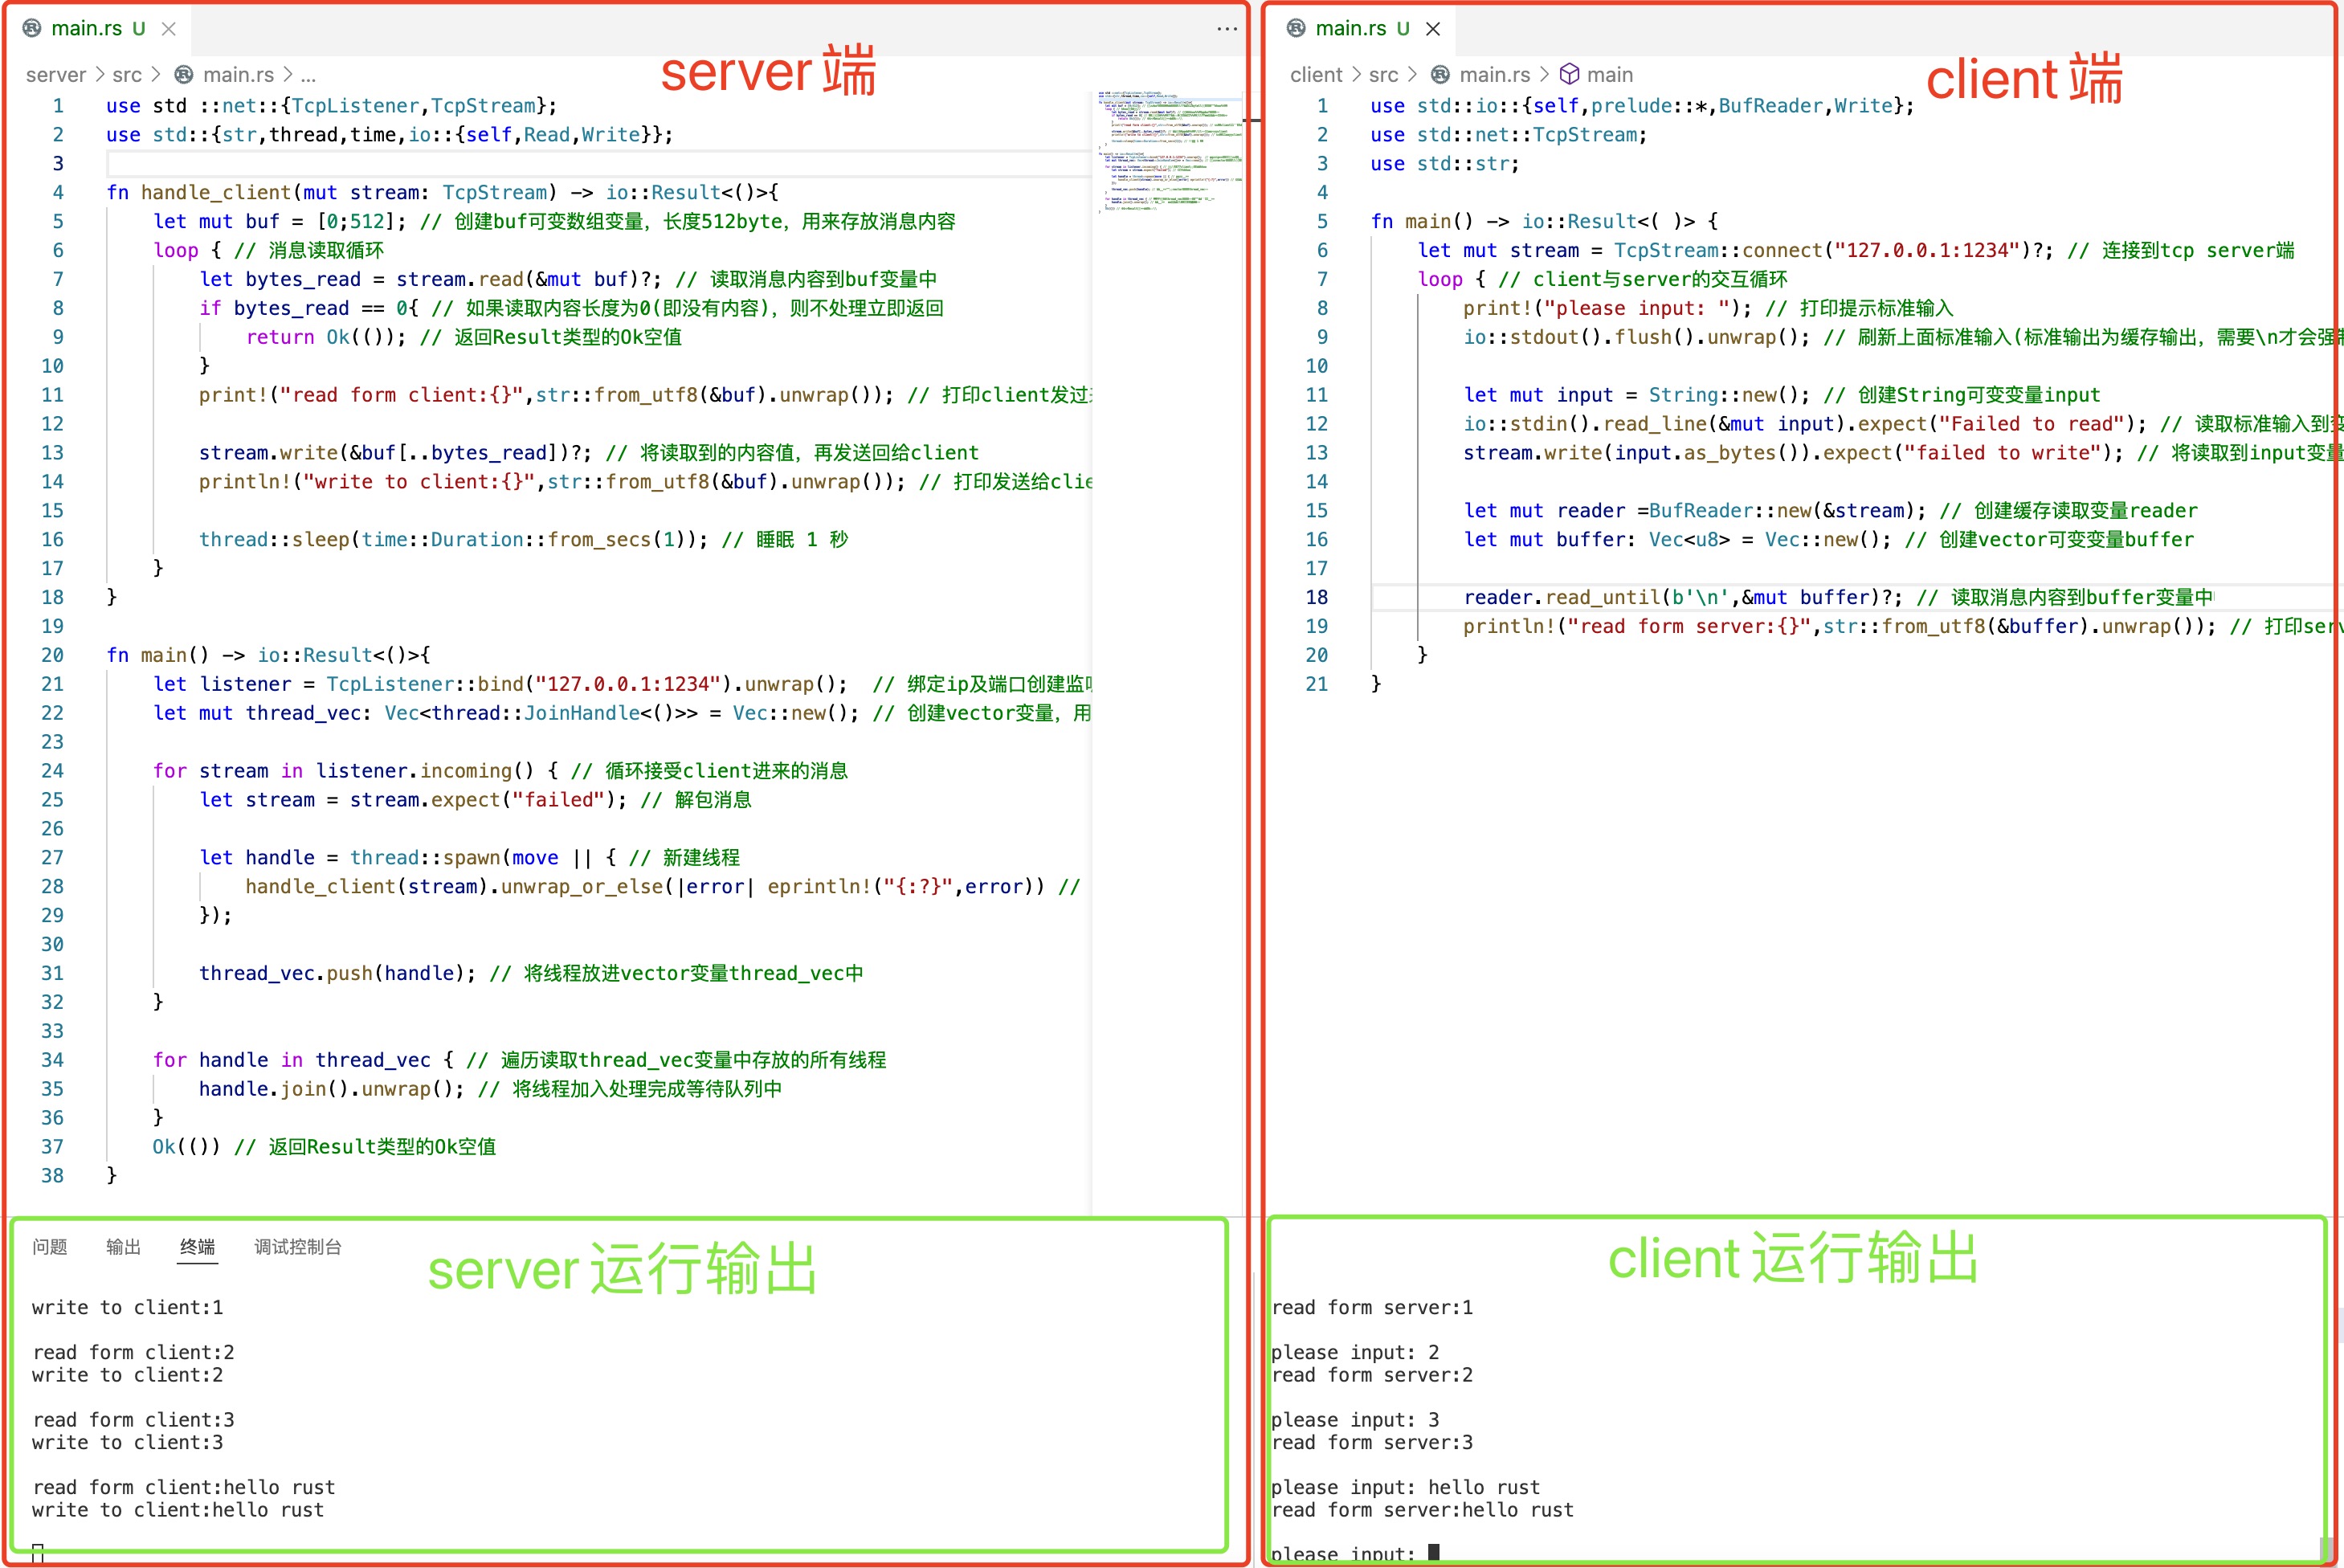 main.rs U
server 端
server > src > main.rs > ...
1 use std ::net::{TcpListener,TcpStream};
2 use std::{str,thread,time,io::{self,Read,Write}};
3
4 fn handle_client(mut stream: TcpStream) -> io::Result<()>{
5 let mut buf = [0;512]; // 创建buf可变数组变量，长度512byte，用来存放消息内容
6 loop { // 消息读取循环
7 let bytes_read = stream.read(&mut buf)?; // 读取消息内容到buf变量中
8 if bytes_read == 0{ // 如果读取内容长度为0(即没有内容)，则不处理立即返回
9 return Ok(()); // 返回Result类型的Ok空值
10 }
11 print!("read form client:{}",str::from_utf8(&buf).unwrap()); // 打印client发过
12
13 stream.write(&buf[..bytes_read])?; // 将读取到的内容值，再发送回给client
14 println!("write to client:{}",str::from_utf8(&buf).unwrap()); // 打印发送给clie
15
16 thread::sleep(time::Duration::from_secs(1)); // 睡眠 1 秒
17 }
18 }
19
20 fn main() -> io::Result<()>{
21 let listener = TcpListener::bind("127.0.0.1:1234").unwrap(); // 绑定ip及端口创建监
22 let mut thread_vec: Vec<thread::JoinHandle<()>> = Vec::new(); // 创建vector变量，用
23
24 for stream in listener.incoming() { // 循环接受client进来的消息
25 let stream = stream.expect("failed"); // 解包消息
26
27 let handle = thread::spawn(move || { // 新建线程
28 handle_client(stream).unwrap_or_else(|error| eprintln!("{:?}",error)) //
29 });
30
31 thread_vec.push(handle); // 将线程放进vector变量thread_vec中
32 }
33
34 for handle in thread_vec { // 遍历读取thread_vec变量中存放的所有线程
35 handle.join().unwrap(); // 将线程加入处理完成等待队列中
36 }
37 Ok(()) // 返回Result类型的Ok空值
38 }
问题 输出 终端 调试控制台
server 运行输出
write to client:1
read form client:2
write to client:2
read form client:3
write to client:3
read form client:hello rust
write to client:hello rust
main.rs U
client 端
client > src > main.rs > main
1 use std::io::{self,prelude::*,BufReader,Write};
2 use std::net::TcpStream;
3 use std::str;
4
5 fn main() -> io::Result<( )> {
6 let mut stream = TcpStream::connect("127.0.0.1:1234")?; // 连接到tcp server端
7 loop { // client与server的交互循环
8 print!("please input: "); // 打印提示标准输入
9 io::stdout().flush().unwrap(); // 刷新上面标准输入(标准输出为缓存输出，需要\n才会强
10
11 let mut input = String::new(); // 创建String可变变量input
12 io::stdin().read_line(&mut input).expect("Failed to read"); // 读取标准输入到
13 stream.write(input.as_bytes()).expect("failed to write"); // 将读取到input变量
14
15 let mut reader =BufReader::new(&stream); // 创建缓存读取变量reader
16 let mut buffer: Vec<u8> = Vec::new(); // 创建vector可变变量buffer
17
18 reader.read_until(b'\n',&mut buffer)?; // 读取消息内容到buffer变量中
19 println!("read form server:{}",str::from_utf8(&buffer).unwrap()); // 打印serv
20 }
21 }
client 运行输出
read form server:1
please input: 2
read form server:2
please input: 3
read form server:3
please input: hello rust
read form server:hello rust
please input: